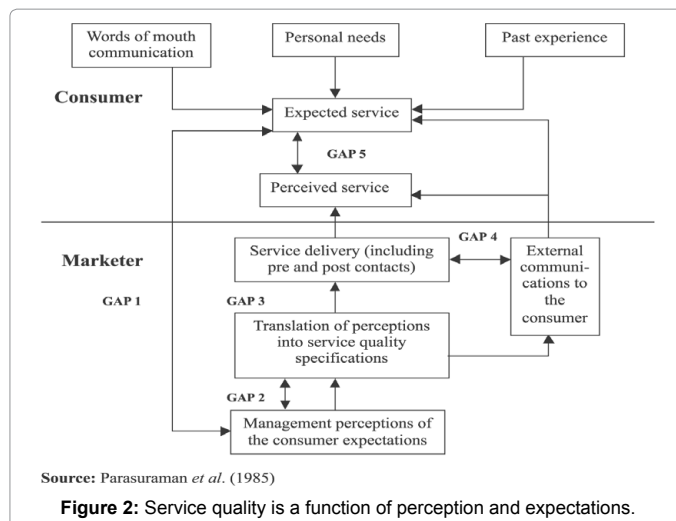 Words of mouth
communication
Personal needs
Past experience
Consumer
Expected service
GAP 5
Perceived service
Marketer
Service delivery (including
pre and post contacts)
GAP 4
External
communi-
cations to
the
consumer
GAP 1
GAP 3
Translation of perceptions
into service quality
specifications
GAP 2
Management perceptions of
the consumer expectations
Source: Parasuraman et al. (1985)
Figure 2: Service quality is a function of perception and expectations.